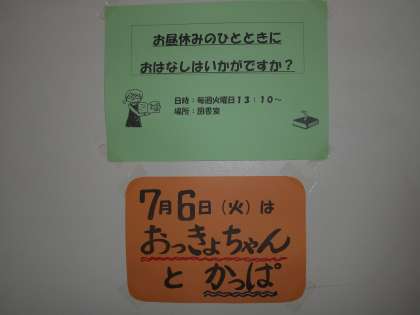 お昼休みのひとときに
おはなしはいかがですか？
日時：毎週火曜日１３：１０～
場所：図書室
7月6日（火）は
おっきょちゃん
と かっぱ